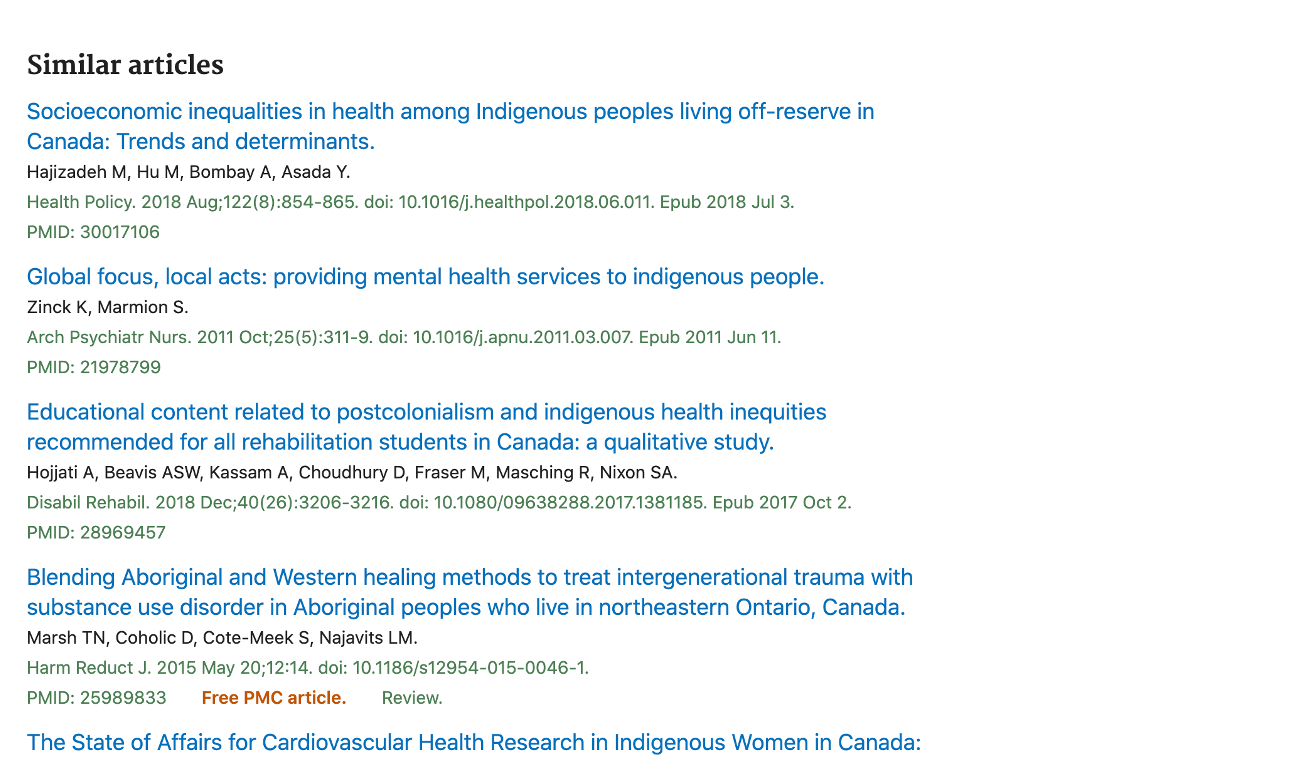 Similar articles
Socioeconomic inequalities in health among Indigenous peoples living off-reserve in
Canada: Trends and determinants.
Hajizadeh M, Hu M, Bombay A, Asada Y.
Health Policy. 2018 Aug;122(8):854-865. doi: 10.1016/j.healthpol.2018.06.011. Epub 2018 Jul 3.
PMID: 30017106
Global focus, local acts: providing mental health services to indigenous people.
Zinck K, Marmion S.
Arch Psychiatr Nurs. 2011 Oct;25(5):311-9. doi: 10.1016/j.apnu.2011.03.007. Epub 2011 Jun 11.
PMID: 21978799
Educational content related to postcolonialism and indigenous health inequities
recommended for all rehabilitation students in Canada: a qualitative study.
Hojjati A, Beavis ASW, Kassam A, Choudhury D, Fraser M, Masching R, Nixon SA.
Disabil Rehabil. 2018 Dec;40(26):3206-3216. doi: 10.1080/09638288.2017.1381185. Epub 2017 Oct 2.
PMID: 28969457
Blending Aboriginal and Western healing methods to treat intergenerational trauma with
substance use disorder in Aboriginal peoples who live in northeastern Ontario, Canada.
Marsh TN, Coholic D, Cote-Meek S, Najavits LM.
Harm Reduct J. 2015 May 20;12:14. doi: 10.1186/s12954-015-0046-1.
PMID: 25989833 Free PMC article. Review.
The State of Affairs for Cardiovascular Health Research in Indigenous Women in Canada: